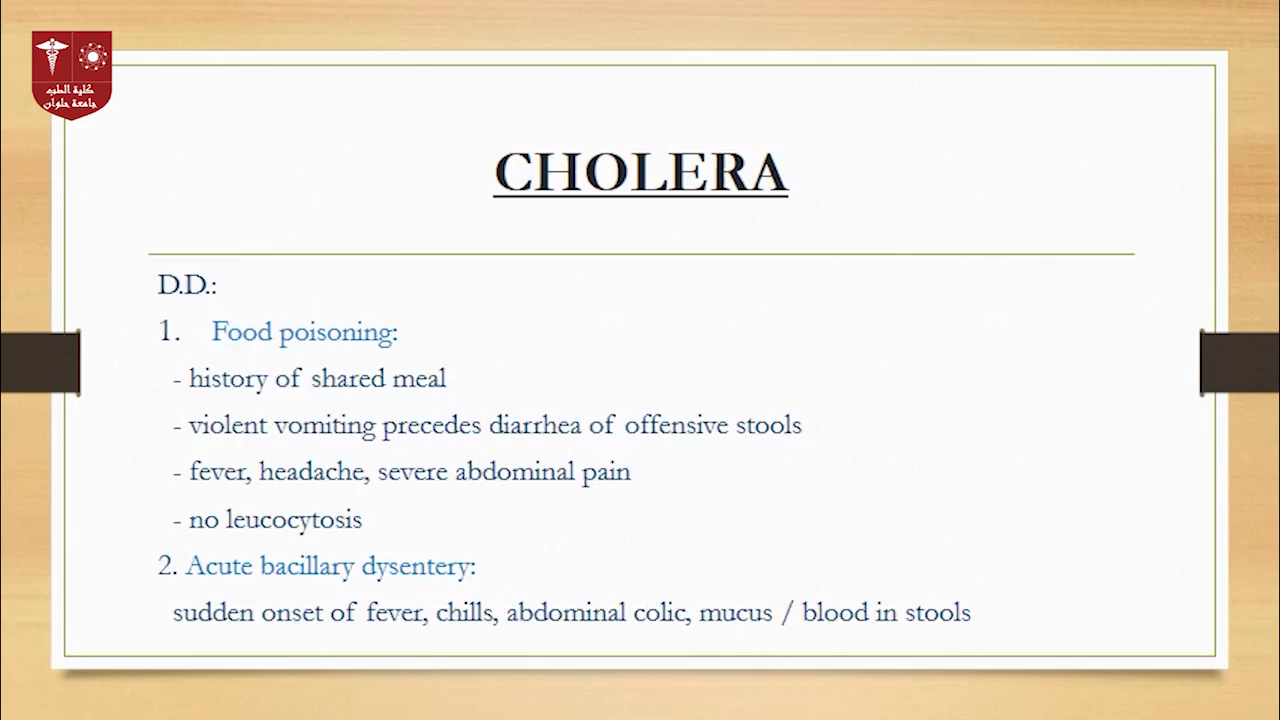 كلية الطب
جامعة حلوان
CHOLERA
D.D.:
1. Food poisoning:
- history of shared meal
- violent vomiting precedes diarrhea of offensive stools
- fever, headache, severe abdominal pain
- no leucocytosis
2. Acute bacillary dysentery:
sudden onset of fever, chills, abdominal colic, mucus / blood in stools